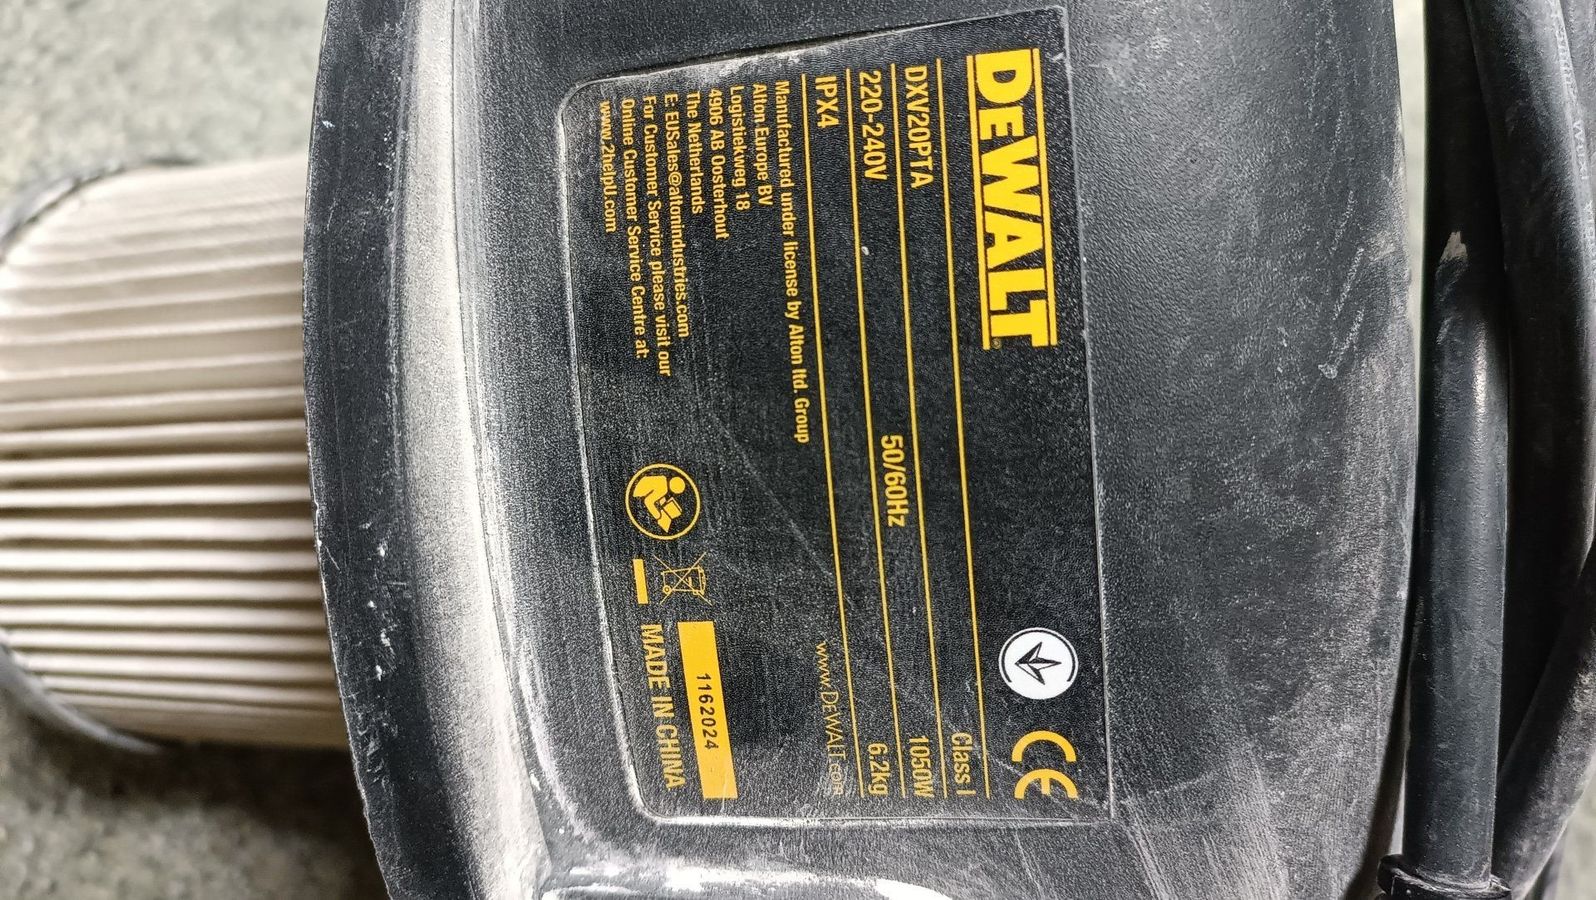 DEWALT®
CE
Class I
DXV20PTA 1050W
220-240V 50/60Hz 6.2kg
IPX4
www.DEWALT.com
Manufactured under license by Alton ltd. Group
Alton Europe BV
Logistiekweg 18
4906 AB Oosterhout
The Netherlands
E: EUSales@altonindustries.com
For Customer Service please visit our
Online Customer Service Centre at:
www.2helpU.com
1162024
MADE IN CHINA